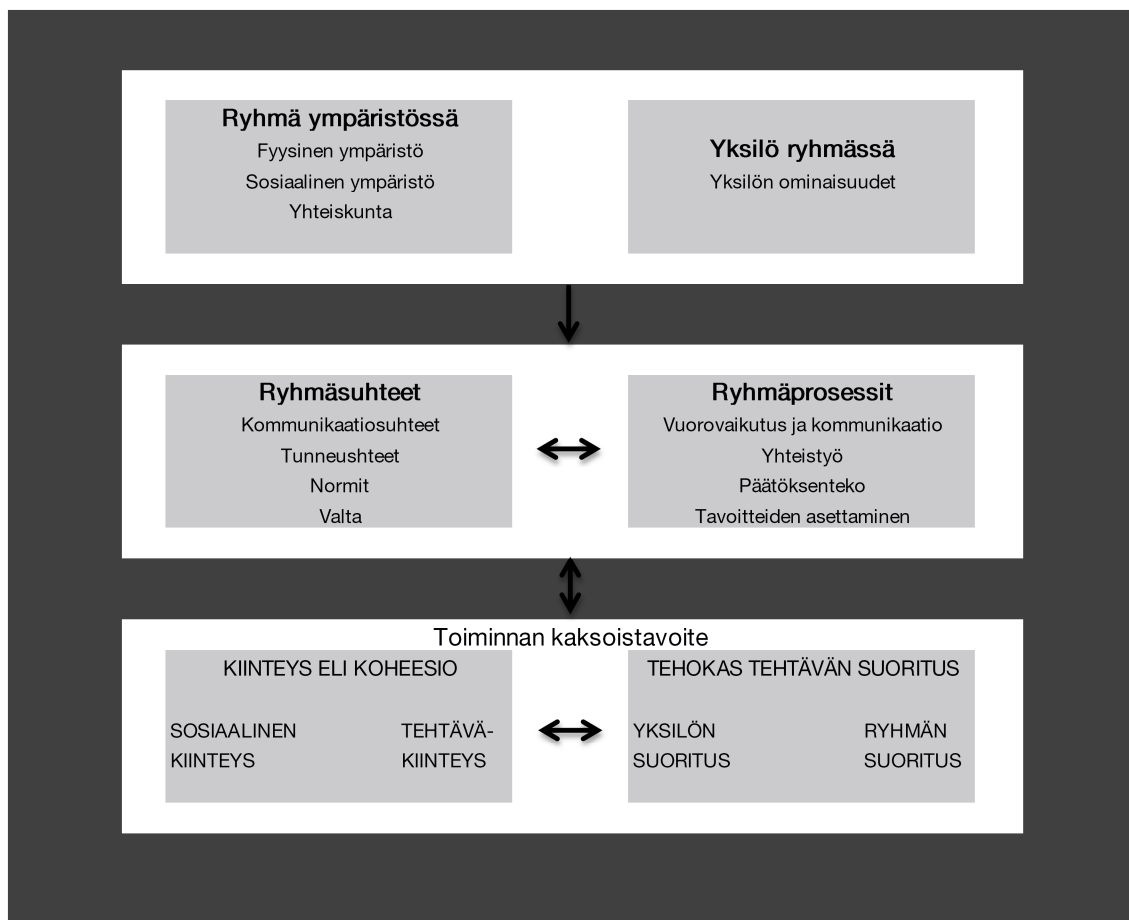 Ryhmä ympäristössä
Fyysinen ympäristö
Sosiaalinen ympäristö
Yhteiskunta
Yksilö ryhmässä
Yksilön ominaisuudet
Ryhmäsuhteet
Kommunikaatiosuhteet
Tunneushteet
Normit
Valta
Ryhmäprosessit
Vuorovaikutus ja kommunikaatio
Yhteistyö
Päätöksenteko
Tavoitteiden asettaminen
Toiminnan kaksoistavoite
KIINTEYS ELI KOHEESIO
SOSIAALINEN
KIINTEYS
TEHTÄVÄ-
KIINTEYS
TEHOKAS TEHTÄVÄN SUORITUS
YKSILÖN
SUORITUS
RYHMÄN
SUORITUS